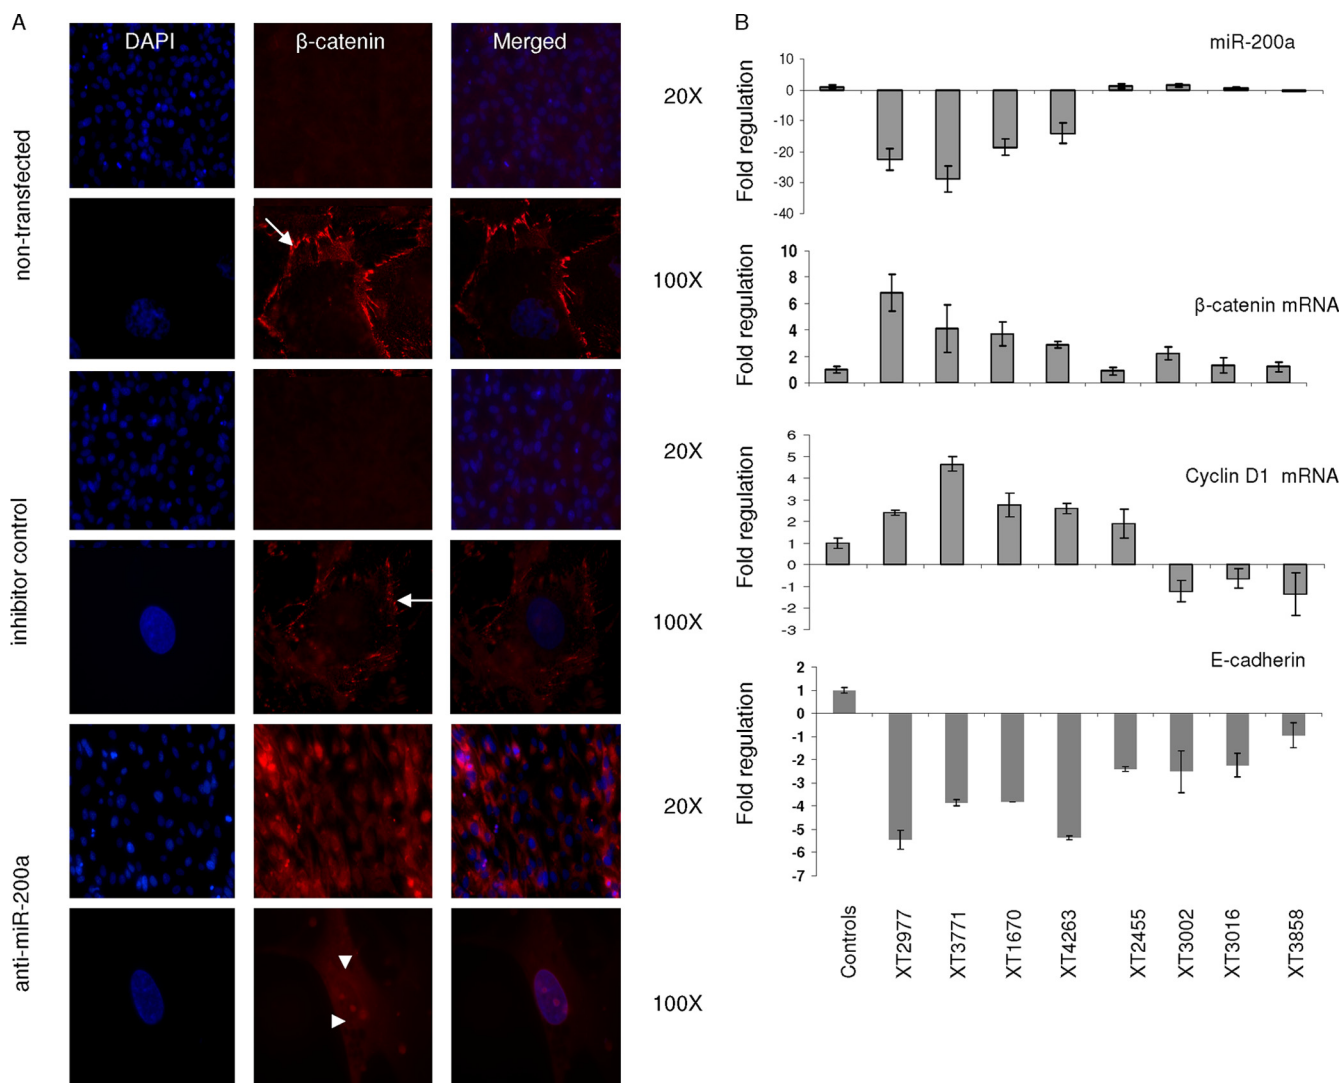 A
DAPI
β-catenin
Merged
non-transfected
20X
100X
inhibitor control
20X
100X
anti-miR-200a
20X
100X
B
miR-200a
Fold regulation
10
0
-10
-20
-30
-40
β-catenin mRNA
Fold regulation
10
8
6
4
2
0
Cyclin D1 mRNA
Fold regulation
6
5
4
3
2
1
0
-1
-2
-3
E-cadherin
Fold regulation
2
1
0
-1
-2
-3
-4
-5
-6
-7
Controls
XT2977
XT3771
XT1670
XT4263
XT2455
XT3002
XT3016
XT3858